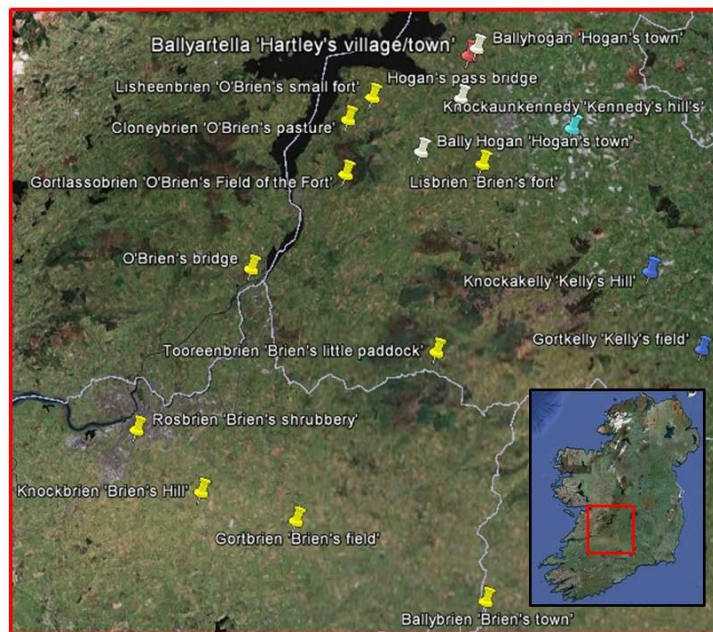 Ballyartella 'Hartley's village/town'
Ballyhogan 'Hogan's town'
Lisheenbrien 'O'Brien's small fort'
Hogan's pass bridge
Knockaunkennedy 'Kennedy's hill's'
Cloneybrien 'O'Brien's pasture'
Bally Hogan 'Hogan's town'
Gortlassobrien 'O'Brien's Field of the Fort'
Lisbrien 'Brien's fort'
O'Brien's bridge
Knockakelly 'Kelly's Hill'
Gortkelly 'Kelly's field'
Tooreenbrien 'Brien's little paddock'
Rosbrien 'Brien's shrubbery'
Knockbrien 'Brien's Hill'
Gortbrien 'Brien's field'
Ballybrien 'Brien's town'